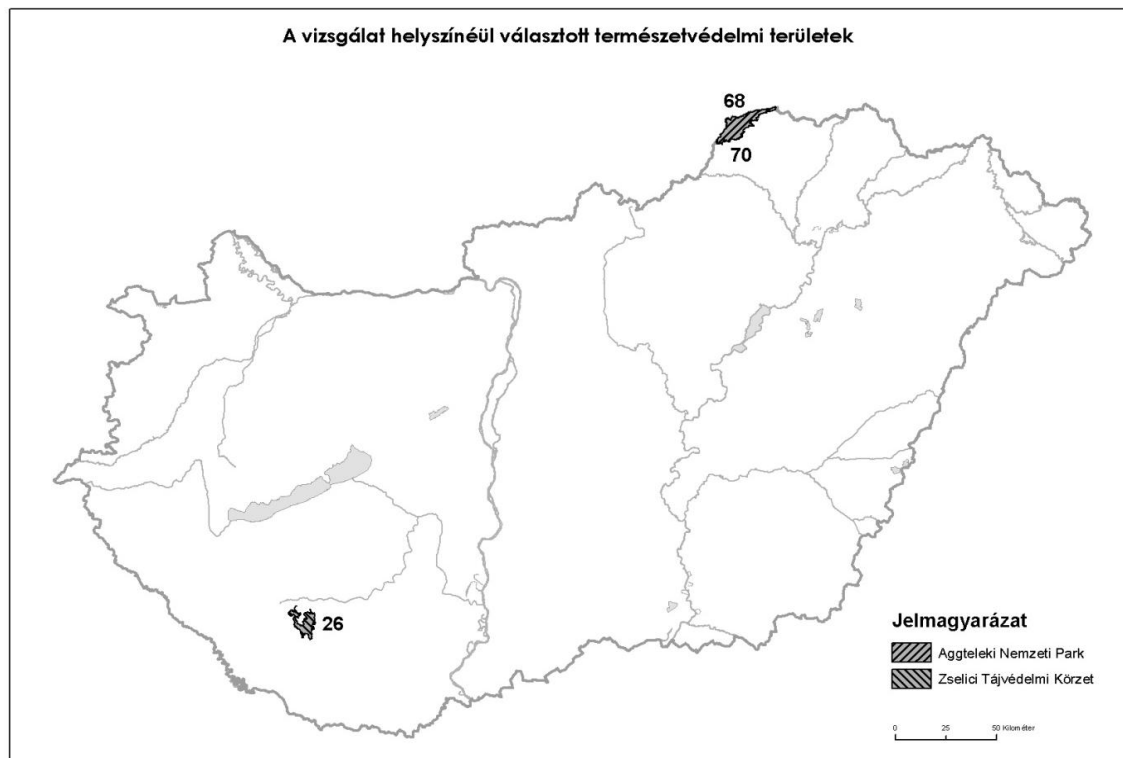 A vizsgálat helyszínéül választott természetvédelmi területek
68
70
26
Jelmagyarázat
Aggteleki Nemzeti Park
Zselici Tájvédelmi Körzet
0 25 50 Kilométer